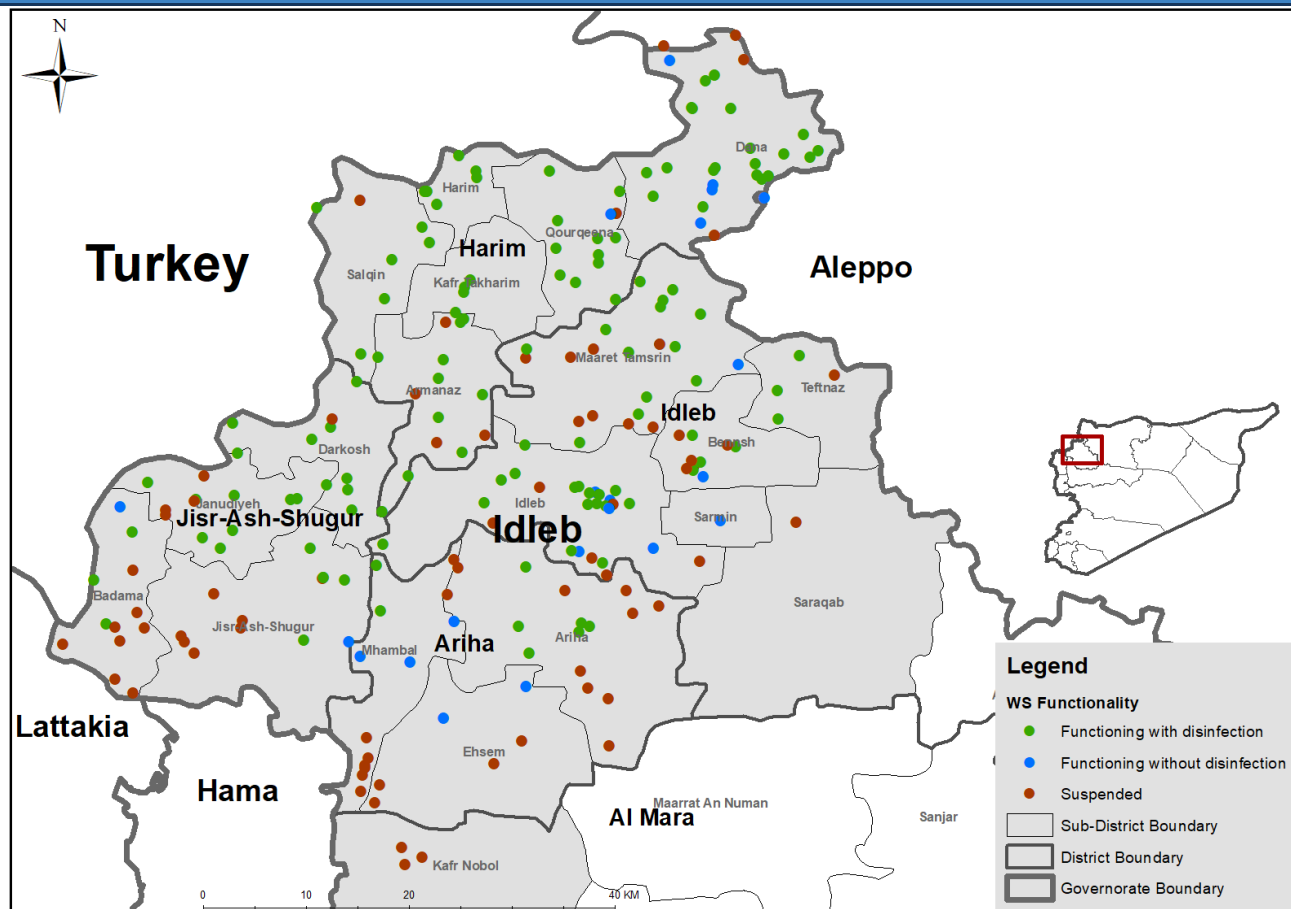 N
Dana
Harim
Turkey
Qourqeena
Harim
Aleppo
Salqin
Kafr Takharim
Maaret Tamsrin
Teftnaz
Armanaz
Idleb
Bennsh
Darkosh
Janudiyeh
Idleb
Jisr-Ash-Shugur
Sarmin
Idleb
Badama
Saraqab
Jisr-Ash-Shugur
Ariha
Mhambal
Ariha
Lattakia
Ehsem
Hama
Maarrat An Numan
Al Mara
Sanjar
Kafr Nobol
0 10 20 40 KM
Legend
WS Functionality
Functioning with disinfection
Functioning without disinfection
Suspended
Sub-District Boundary
District Boundary
Governorate Boundary